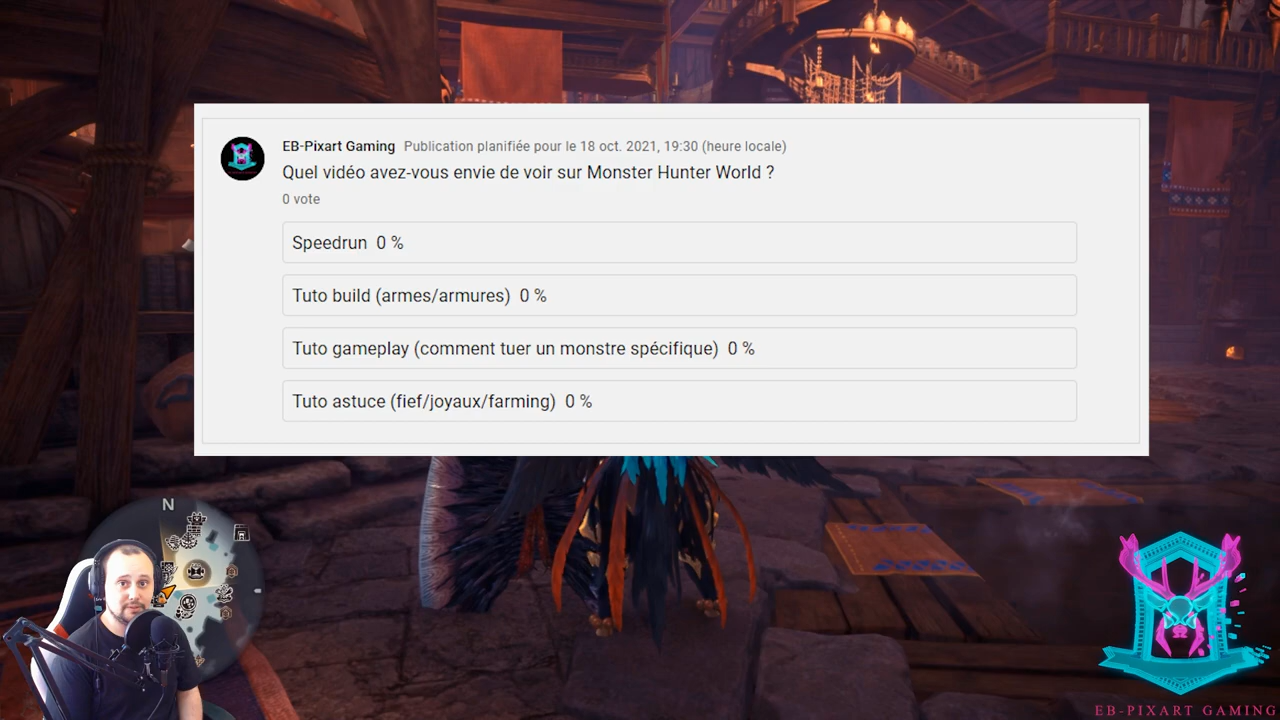 EB-Pixart Gaming Publication planifiée pour le 18 oct. 2021, 19:30 (heure locale)
Quel vidéo avez-vous envie de voir sur Monster Hunter World ?
0 vote
Speedrun 0 %
Tuto build (armes/armures) 0 %
Tuto gameplay (comment tuer un monstre spécifique) 0 %
Tuto astuce (fief/joyaux/farming) 0 %
N
EB-PIXART GAMING